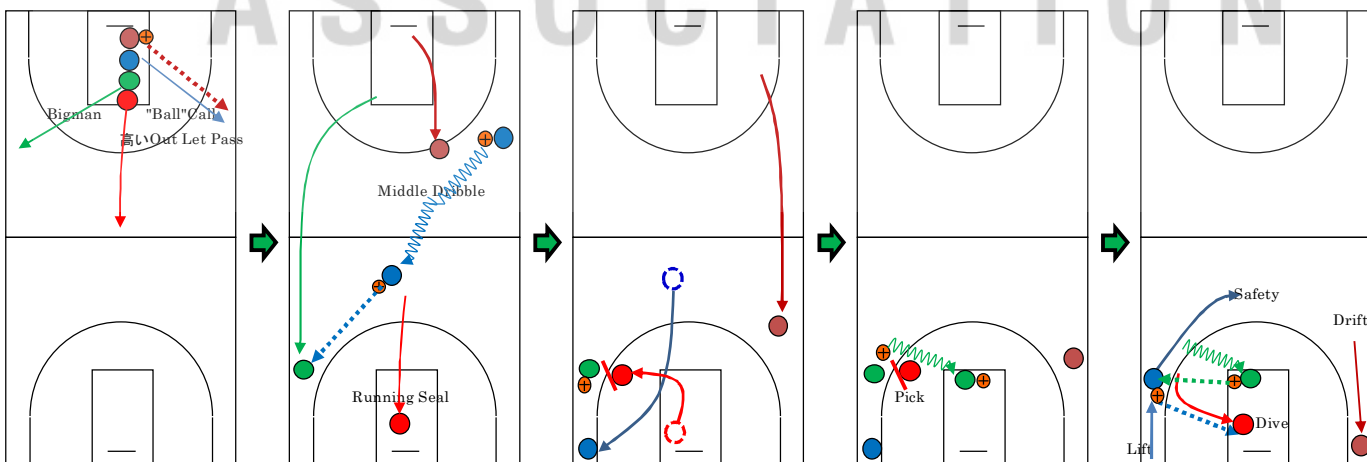 ASSOCIATION
Bigman
"Ball"Call
高いOut Let Pass
Middle Dribble
Running Seal
Pick
Safety
Drift
Dive
Lift